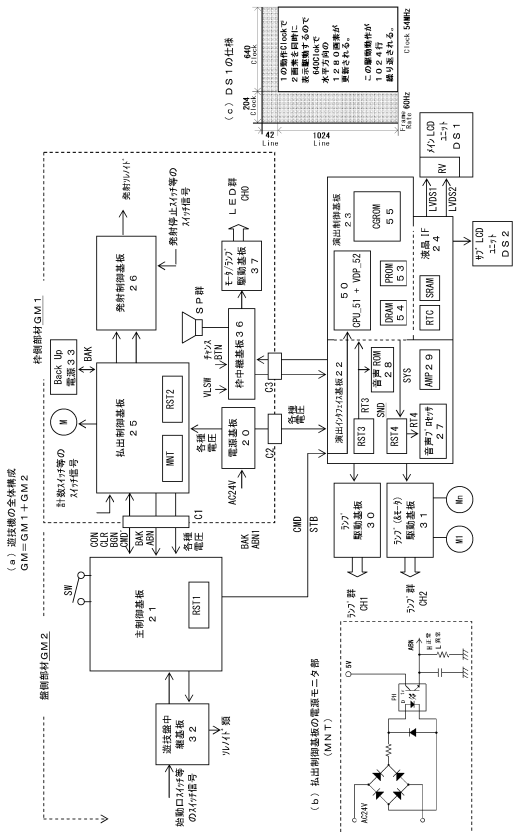 (a) 遊技機の全体構成
GM=GM1+GM2
盤側部材GM2
枠側部材GM1
始動口スイッチ等
のスイッチ信号
遊技盤中
継基板
32
ソレノイド類
SW
主制御基板
21
RST1
CON
CLR
BGN
CMD
BAK
ABN
各種
電圧
C1
BAK
ABN1
計数スイッチ等の
スイッチ信号
M
Back Up
電源33
BAK
払出制御基板
25
MNT
RST2
発射制御基板
26
発射ソレノイド
発射停止スイッチ等の
スイッチ信号
各種
電圧
AC24V
電源基板
20
C2
各種
電圧
VLSW
チャンス
BTN
SP群
枠中継基板36
C3
モータ/ランプ
駆動基板
37
LED群
CH0
CMD
STB
演出インタフェイス基板22
RST3
RT3
SND
音声ROM
28
RST4
RT4
SYS
音声プロセッサ
27
AMP29
演出制御基板
23
50
CPU_51 + VDP_52
CGROM
55
DRAM
54
PROM
53
液晶IF
24
RTC
SRAM
LVDS1
LVDS2
メインLCD
ユニット
DS1
RV
サブLCD
ユニット
DS2
ランプ
駆動基板
30
ランプ群
CH1
ランプ(&モータ)
駆動基板
31
ランプ群
CH2
M1
Mn
(b) 払出制御基板の電源モニタ部
(MNT)
AC24V
5V
PH
D
Tr
ABN
H 正常
L 異常
(c) DS1の仕様
204
Clock
640
Clock
42
Line
1024
Line
1の動作Clockで
2画素を同時に
表示駆動するので
640Clokで
水平方向の
1280画素が
更新される。
この駆動動作が
1024行
繰り返される。
Frame
Rate
60Hz
Clock 54MHz